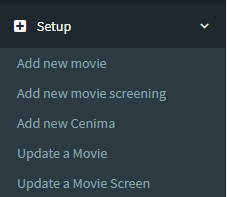 Setup
Add new movie
Add new movie screening
Add new Cenima
Update a Movie
Update a Movie Screen